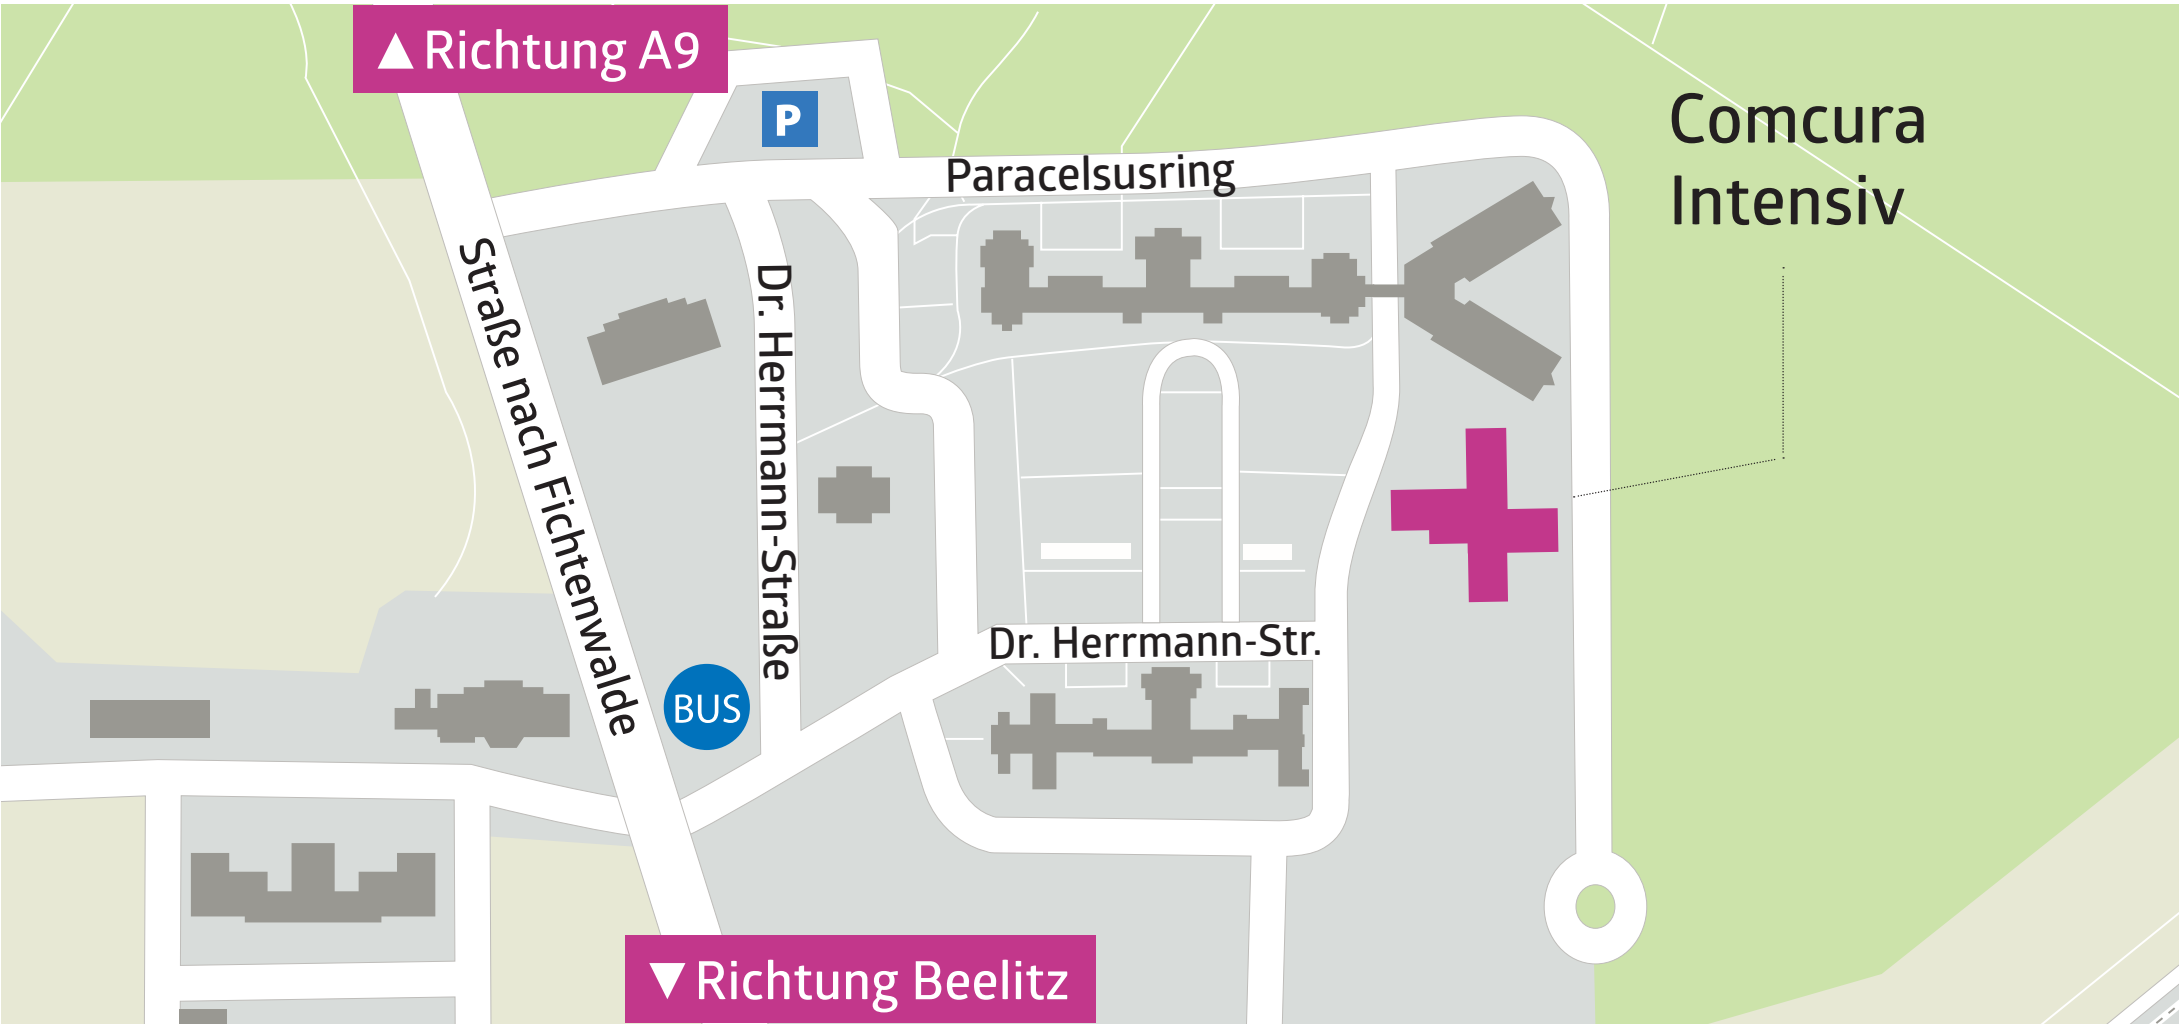 ▲ Richtung A9
P
Comcura
Intensiv
Paracelsusring
Straße nach Fichtenwalde
Dr. Herrmann-Straße
Dr. Herrmann-Str.
BUS
▼ Richtung Beelitz